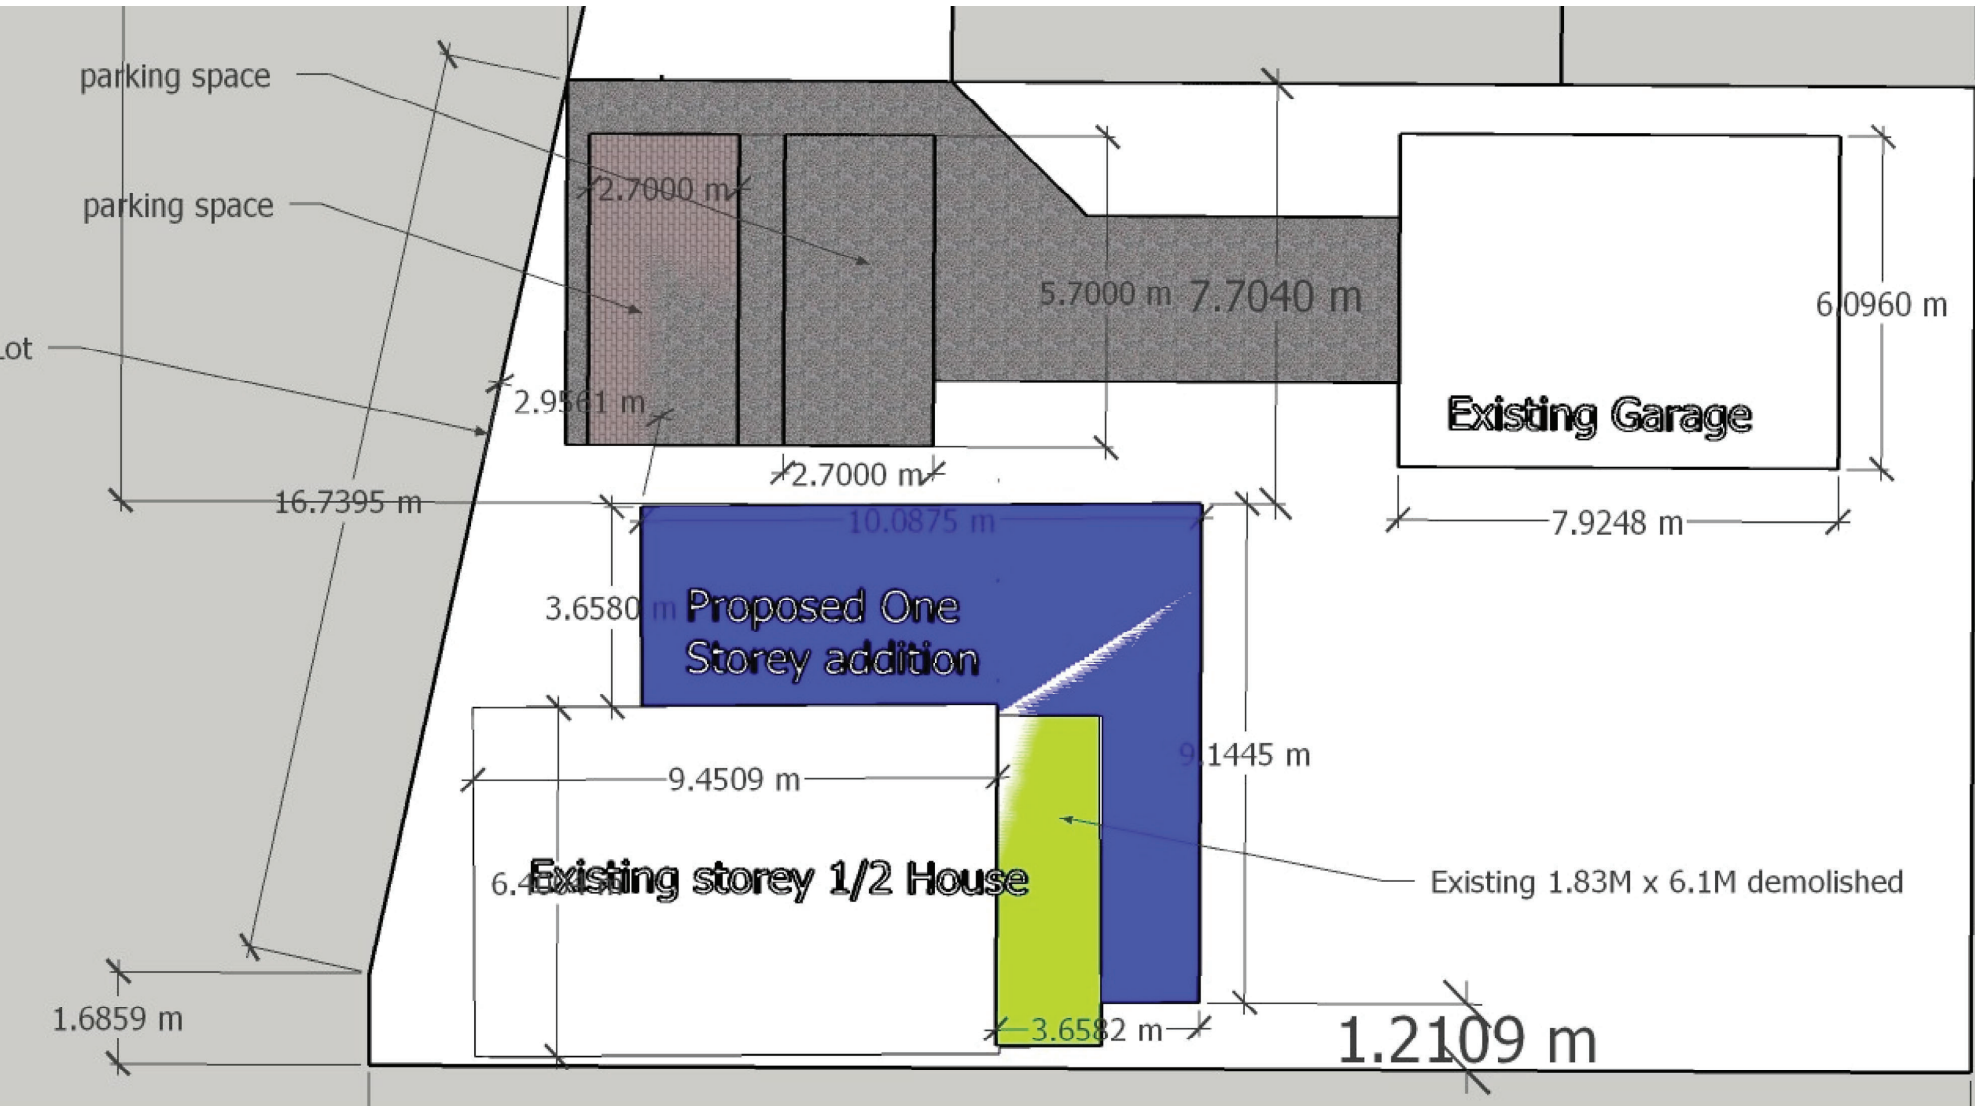 parking space
2.7000 m
parking space
5.7000 m
7.7040 m
6.0960 m
Lot
2.9561 m
Existing Garage
2.7000 m
16.7395 m
10.0875 m
7.9248 m
3.6580 m
Proposed One
Storey addition
9.1445 m
9.4509 m
Existing storey 1/2 House
Existing 1.83M x 6.1M demolished
1.6859 m
3.6582 m
1.2109 m